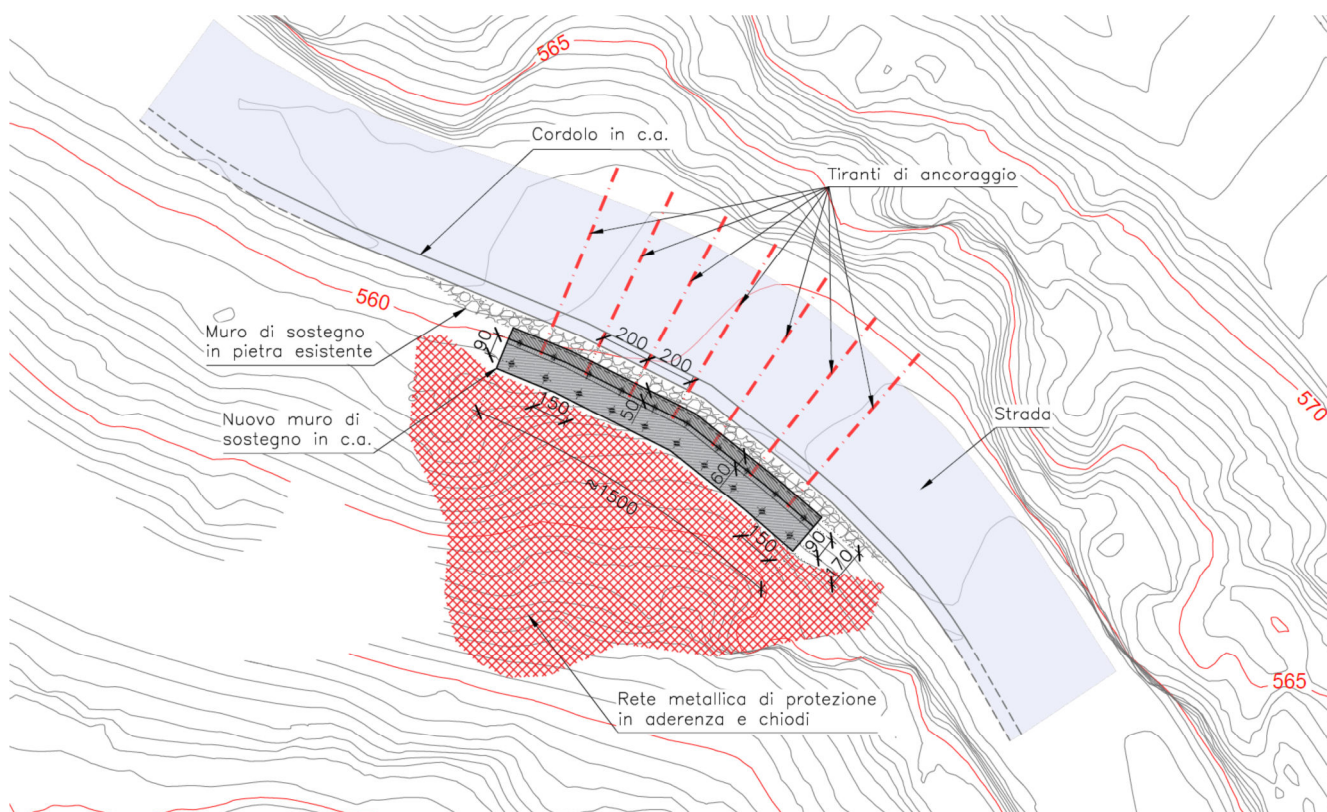 565
Cordolo in c.a.
Tiranti di ancoraggio
560
Muro di sostegno
in pietra esistente
90
200
200
570
Nuovo muro di
sostegno in c.a.
150
50
Strada
60
≈1500
150
90
170
565
Rete metallica di protezione
in aderenza e chiodi